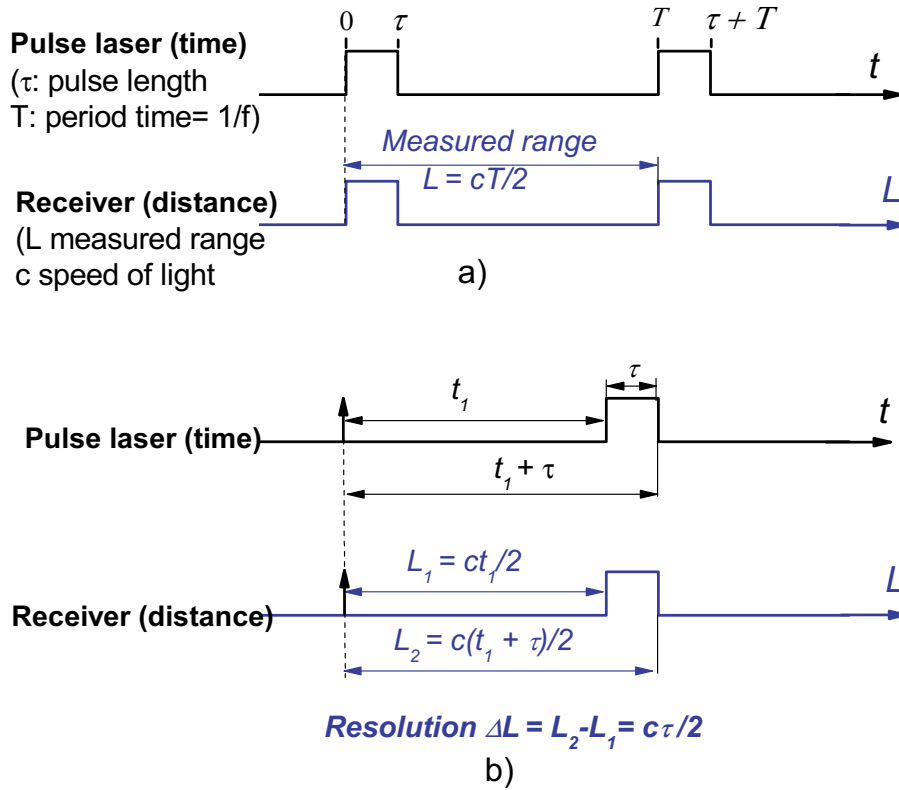 0 τ T τ + T
Pulse laser (time)
(τ: pulse length
T: period time= 1/f)
t
Measured range
L = cT/2
Receiver (distance)
(L measured range
c speed of light
L
a)
τ
t₁
t
Pulse laser (time)
t₁ + τ
L₁ = ct₁/2
L
Receiver (distance)
L₂ = c(t₁ + τ)/2
Resolution ΔL = L₂-L₁= cτ/2
b)